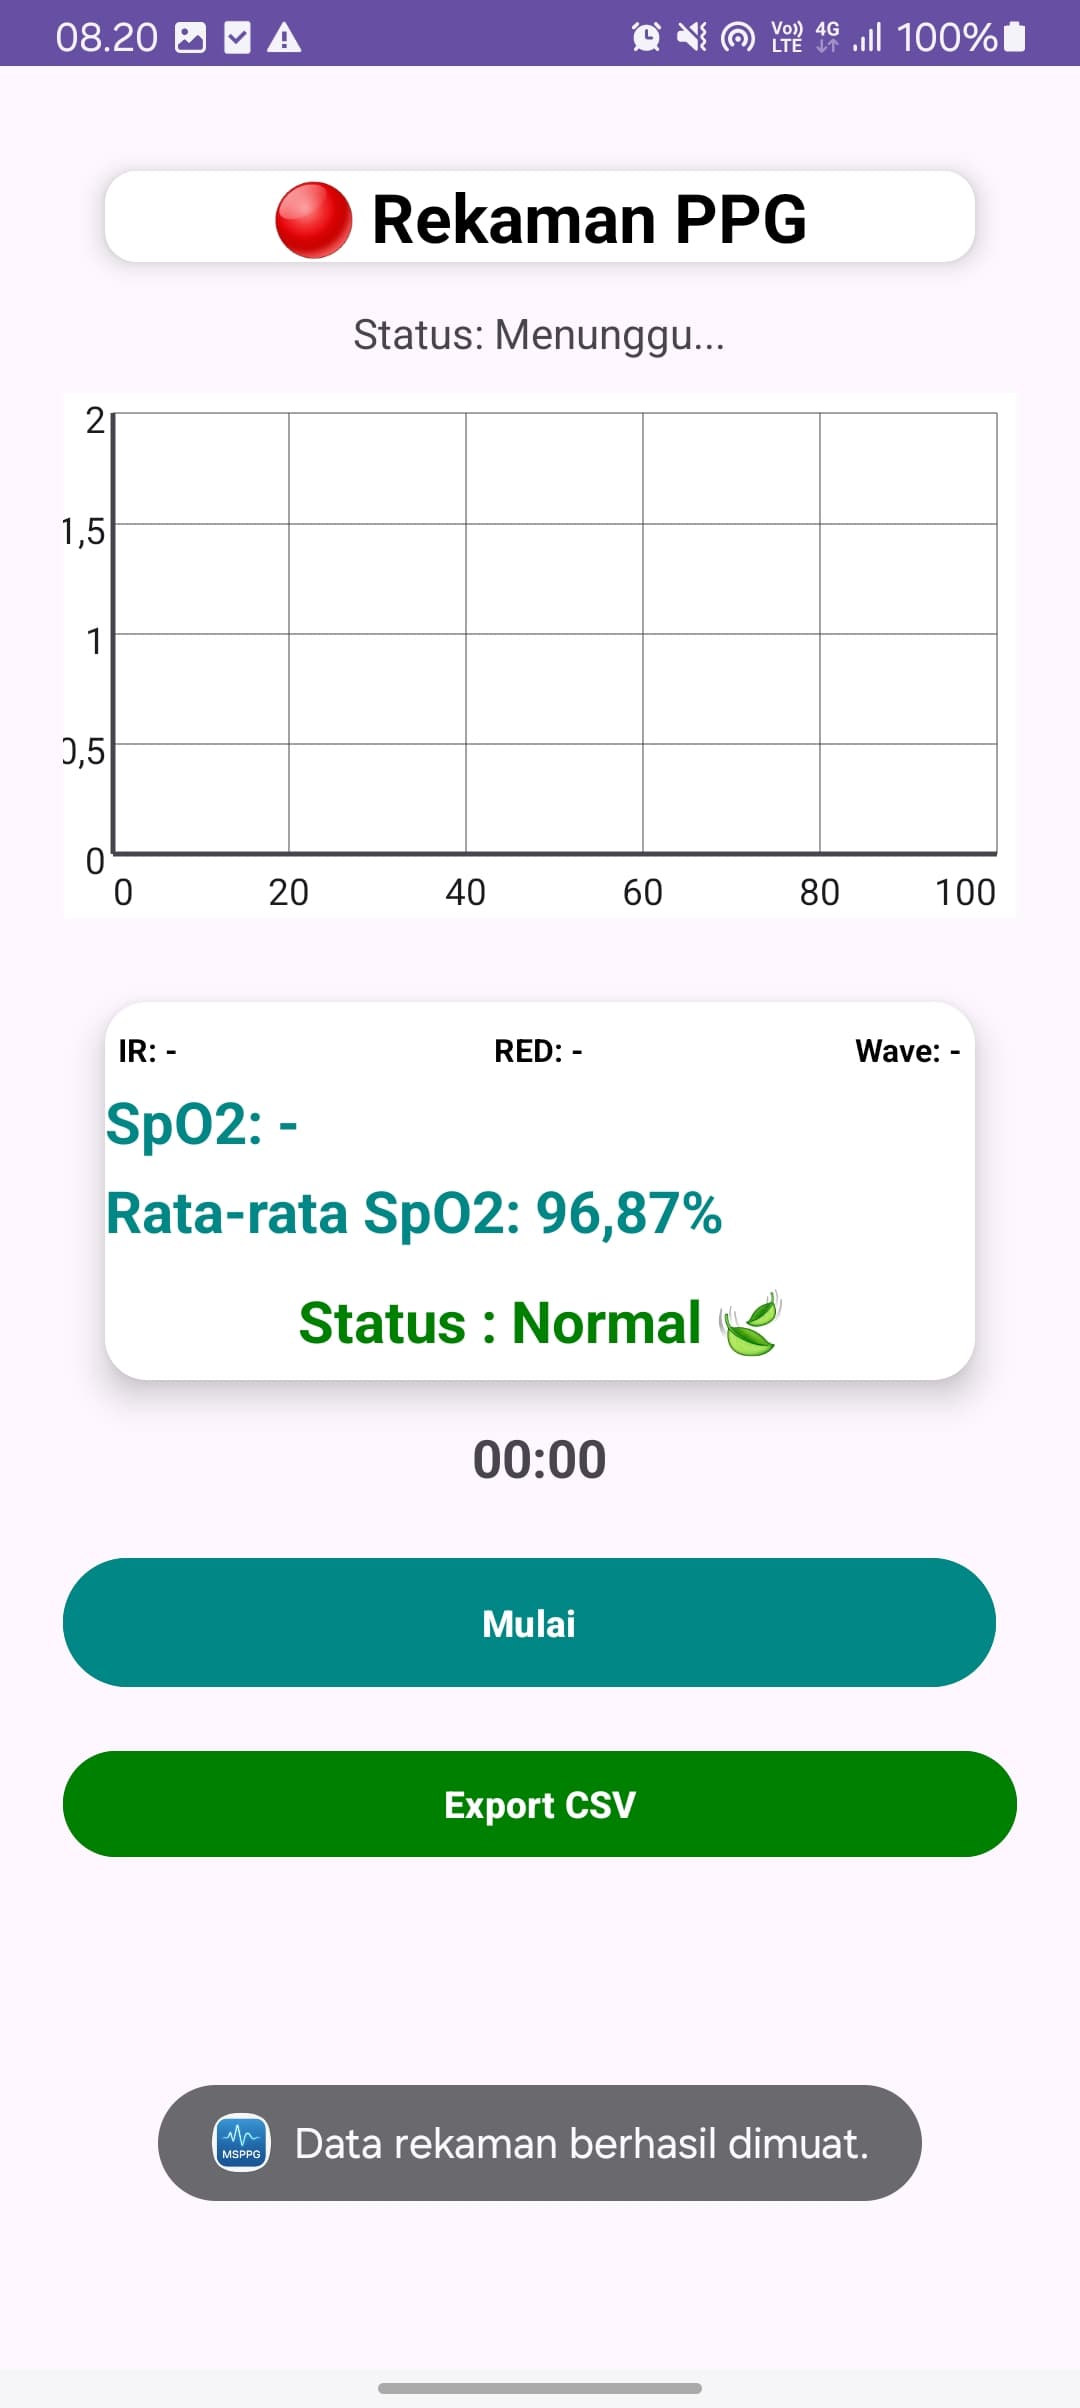 08.20 Vo)) LTE 4G 100%
Rekaman PPG
Status: Menunggu...
2
1,5
1
0,5
0
0 20 40 60 80 100
IR: - RED: - Wave: -
SpO2: -
Rata-rata SpO2: 96,87%
Status : Normal
00:00
Mulai
Export CSV
MSPPG
Data rekaman berhasil dimuat.